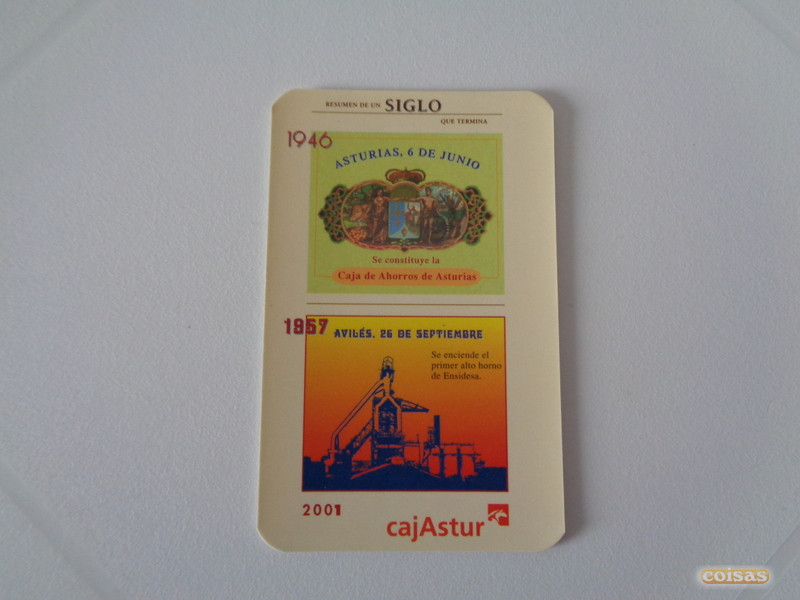 RESUMEN DE UN SIGLO
QUE TERMINA
1946
ASTURIAS, 6 DE JUNIO
Se constituye la
Caja de Ahorros de Asturias
1957
AVILÉS. 26 DE SEPTIEMBRE
Se enciende el
primer alto horno
de Ensidesa.
2001
cajAstur
coisas